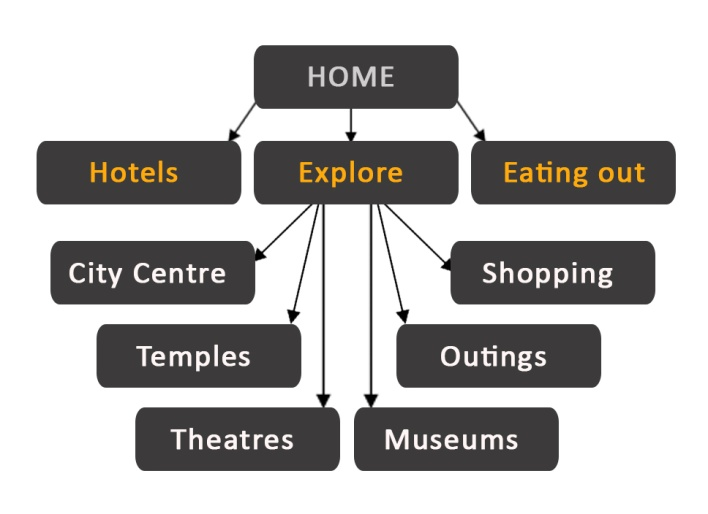 HOME
Hotels
Explore
Eating out
City Centre
Shopping
Temples
Outings
Theatres
Museums